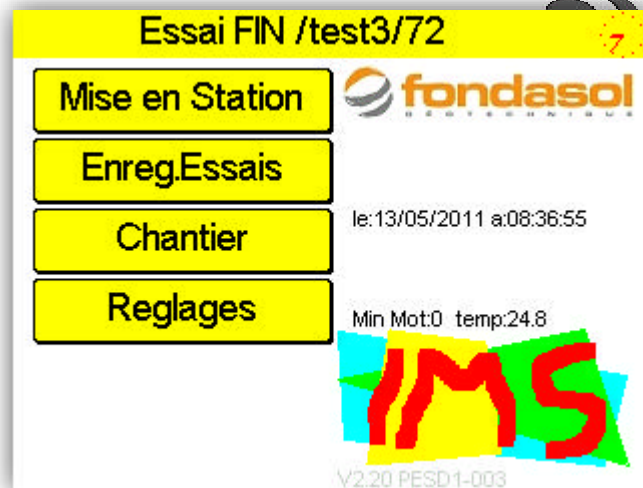 Essai FIN /test3/72
7
Mise en Station
fondasol
GÉOTECHNIQUE
Enreg.Essais
le:13/05/2011 a:08:36:55
Chantier
Reglages
Min Mot:0 temp:24.8
IMS
V2.20 PESD1-003